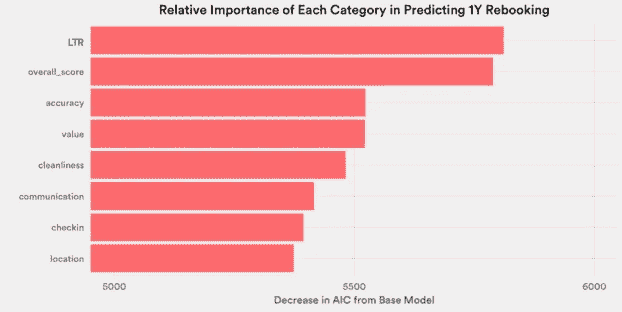 Relative Importance of Each Category in Predicting 1Y Rebooking
LTR
overall_score
accuracy
value
cleanliness
communication
checkin
location
5000 5500 6000
Decrease in AIC from Base Model